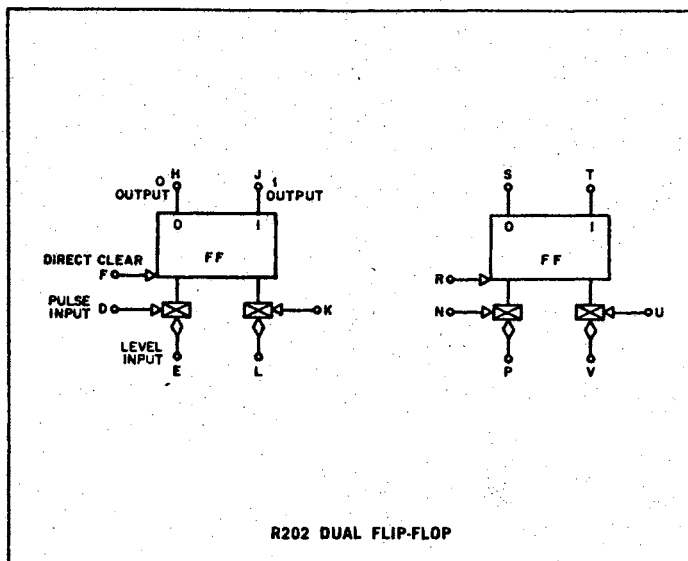 H J S T
0 OUTPUT 1 OUTPUT
0 1 0 1
FF FF
DIRECT CLEAR
F R
PULSE INPUT D K N U
LEVEL INPUT
E L P V
R202 DUAL FLIP-FLOP